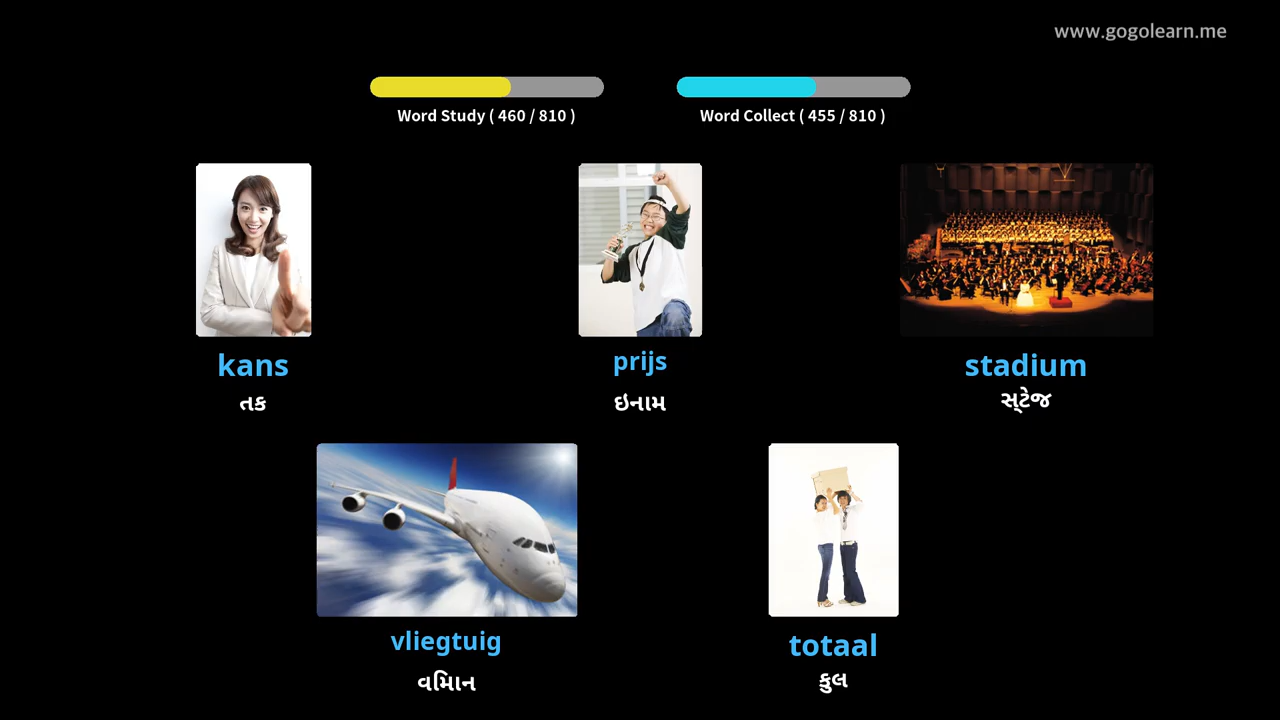 www.gogolearn.me
Word Study ( 460 / 810 )
Word Collect ( 455 / 810 )
kans
તક
prijs
ઇનામ
stadium
સ્ટેજ
vliegtuig
વિમાન
totaal
કુલ